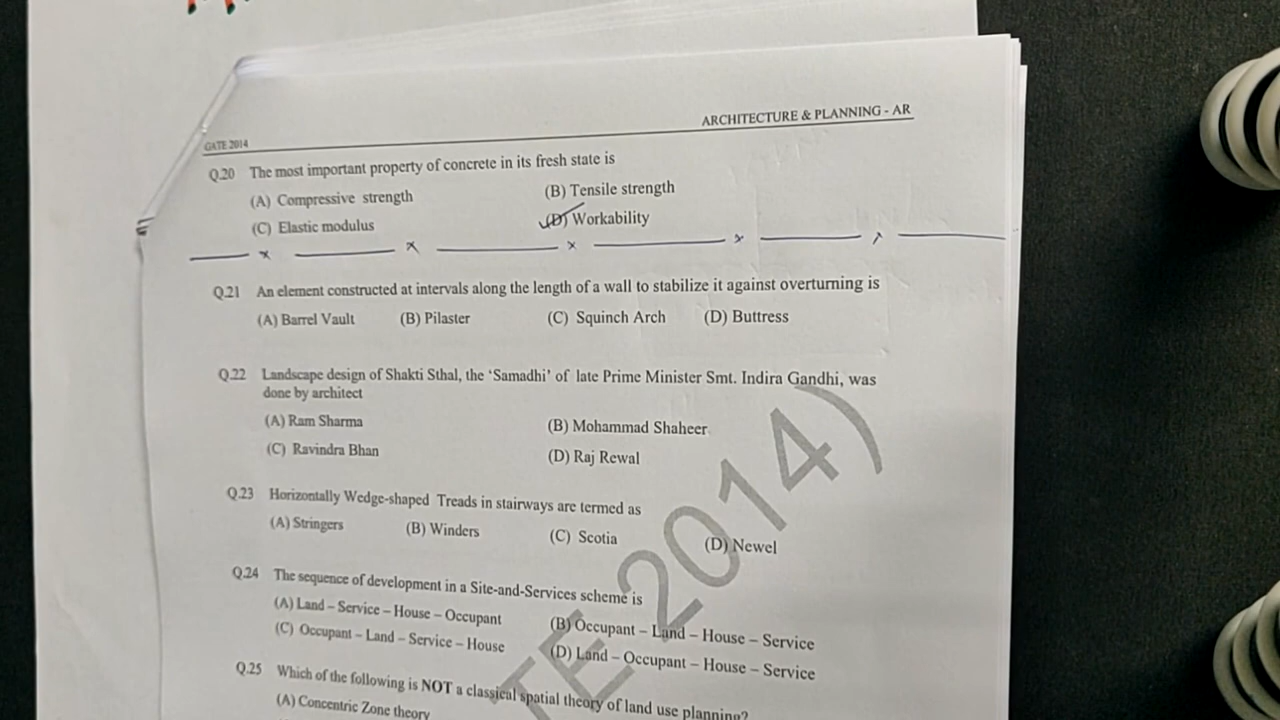 ARCHITECTURE & PLANNING - AR
GATE 2014
Q.20 The most important property of concrete in its fresh state is
(A) Compressive strength (B) Tensile strength
(C) Elastic modulus (D) Workability
Q.21 An element constructed at intervals along the length of a wall to stabilize it against overturning is
(A) Barrel Vault (B) Pilaster (C) Squinch Arch (D) Buttress
Q.22 Landscape design of Shakti Sthal, the ‘Samadhi’ of late Prime Minister Smt. Indira Gandhi, was
done by architect
(A) Ram Sharma (B) Mohammad Shaheer
(C) Ravindra Bhan (D) Raj Rewal
Q.23 Horizontally Wedge-shaped Treads in stairways are termed as
(A) Stringers (B) Winders (C) Scotia (D) Newel
Q.24 The sequence of development in a Site-and-Services scheme is
(A) Land – Service – House – Occupant (B) Occupant – Land – House – Service
(C) Occupant – Land – Service – House (D) Land – Occupant – House – Service
Q.25 Which of the following is NOT a classical spatial theory of land use planning?
(A) Concentric Zone theory
TE 2014)